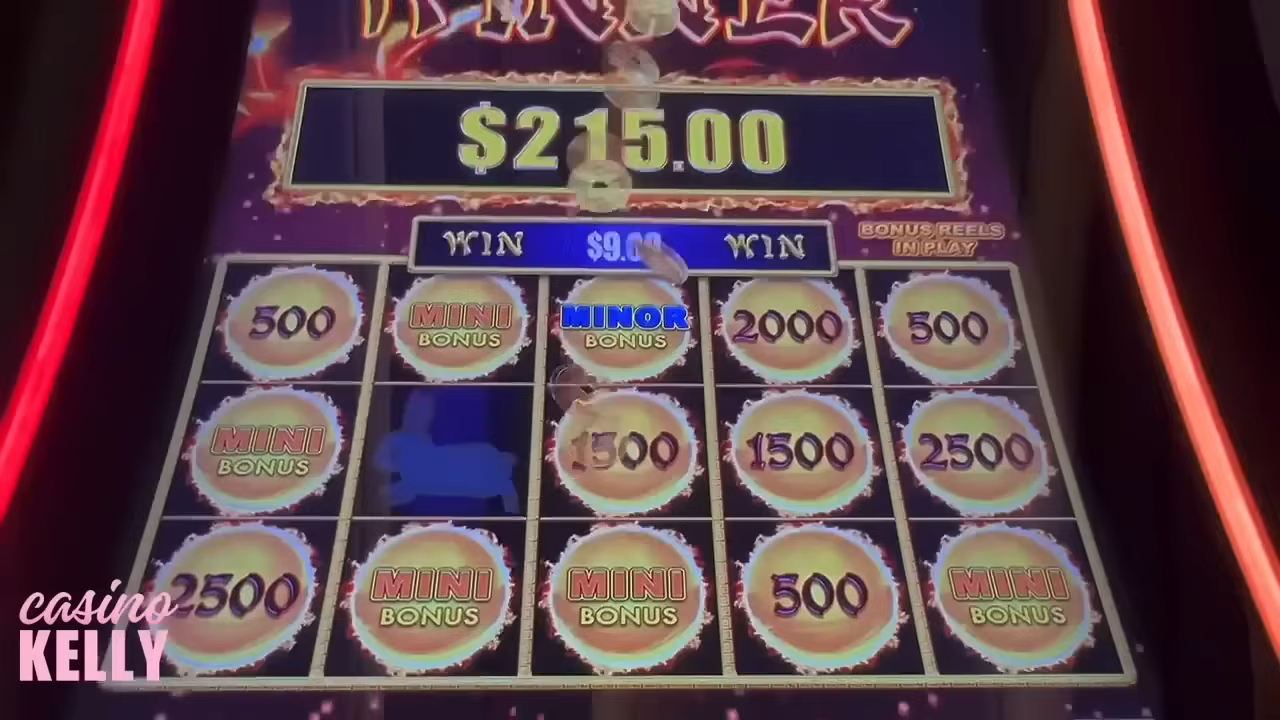 WINNER
$215.00
WIN $9.00 WIN
BONUS REELS
IN PLAY
500 MINI BONUS MINOR BONUS 2000 500
MINI BONUS 1500 1500 2500
2500 MINI BONUS MINI BONUS 500 MINI BONUS
casino
KELLY